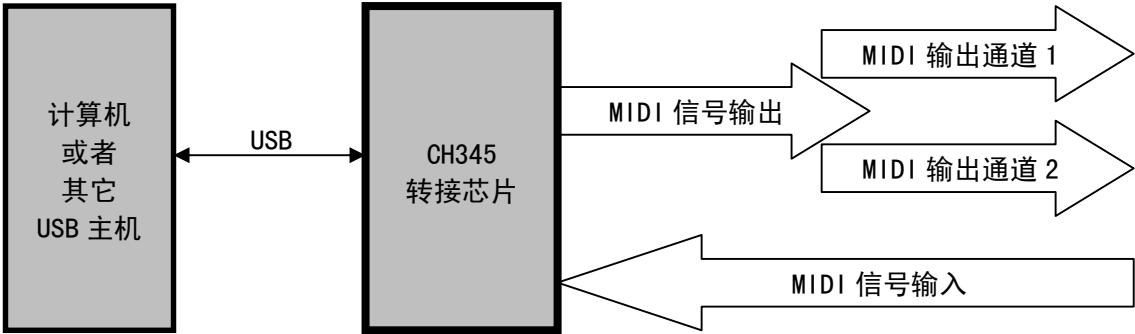 计算机
或者
其它
USB 主机
USB
CH345
转接芯片
MIDI 信号输出
MIDI 输出通道 1
MIDI 输出通道 2
MIDI 信号输入